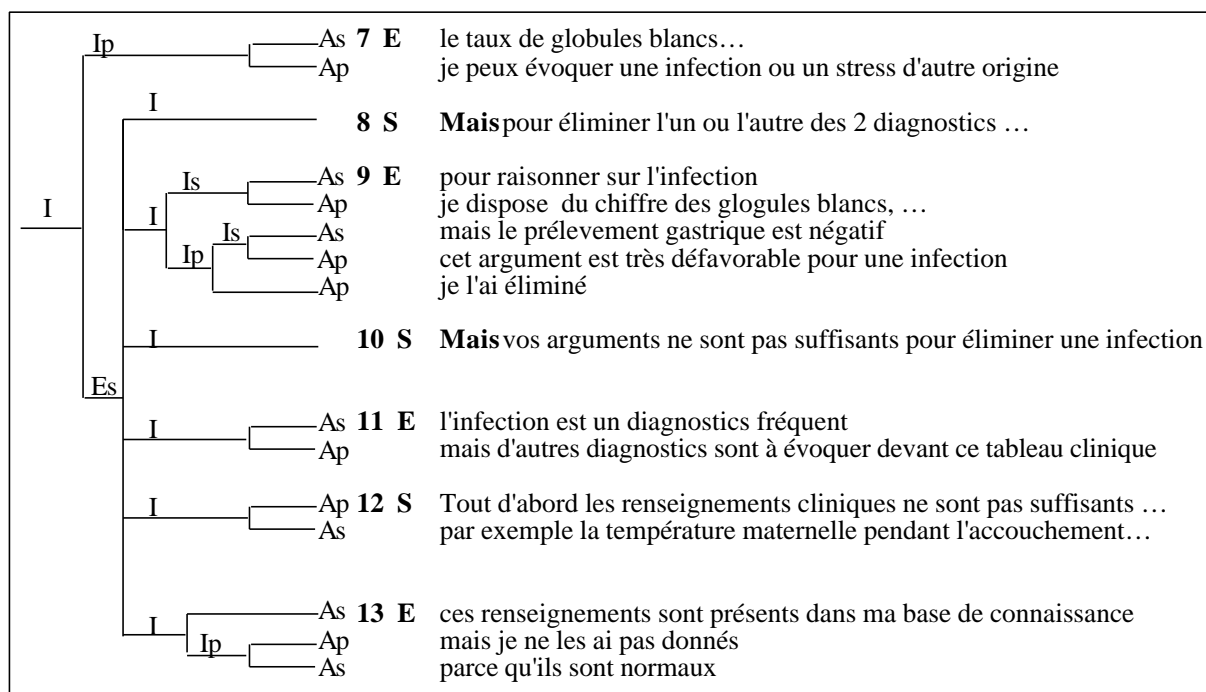 Ip As 7 E le taux de globules blancs…
Ap je peux évoquer une infection ou un stress d'autre origine
I 8 S Mais pour éliminer l'un ou l'autre des 2 diagnostics …
Is As 9 E pour raisonner sur l'infection
I I Ap je dispose du chiffre des glogules blancs, …
Is As mais le prélevement gastrique est négatif
Ip Ap cet argument est très défavorable pour une infection
Ap je l'ai éliminé
I 10 S Mais vos arguments ne sont pas suffisants pour éliminer une infection
Es
I As 11 E l'infection est un diagnostics fréquent
Ap mais d'autres diagnostics sont à évoquer devant ce tableau clinique
I Ap 12 S Tout d'abord les renseignements cliniques ne sont pas suffisants …
As par exemple la température maternelle pendant l'accouchement…
I As 13 E ces renseignements sont présents dans ma base de connaissance
Ip Ap mais je ne les ai pas donnés
As parce qu'ils sont normaux